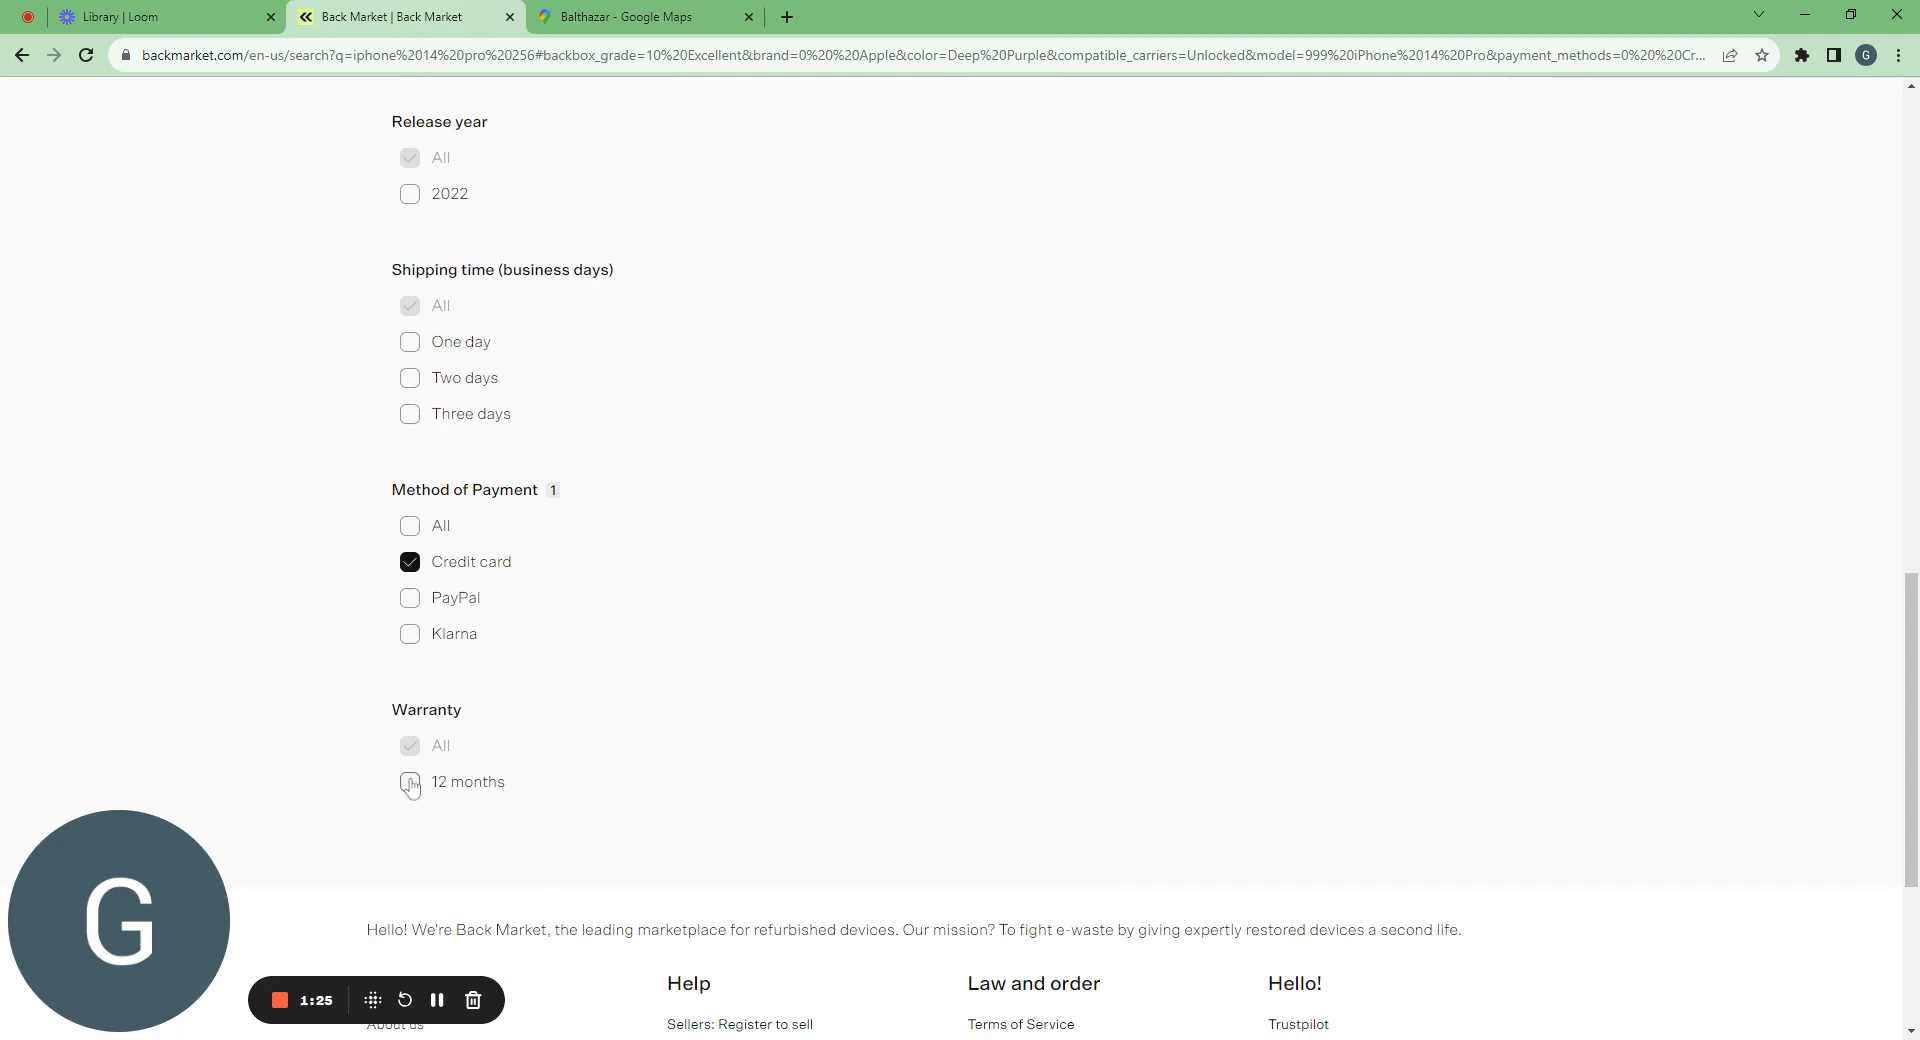 Library | Loom
Back Market | Back Market
Balthazar - Google Maps
backmarket.com/en-us/search?q=iphone%2014%20pro%20256#backbox_grade=10%20Excellent&brand=0%20%20Apple&color=Deep%20Purple&compatible_carriers=Unlocked&model=999%20iPhone%2014%20Pro&payment_methods=0%20%20Cr...
G
Release year
All
2022
Shipping time (business days)
All
One day
Two days
Three days
Method of Payment 1
All
Credit card
PayPal
Klarna
Warranty
All
12 months
G
Hello! We're Back Market, the leading marketplace for refurbished devices. Our mission? To fight e-waste by giving expertly restored devices a second life.
Help
Law and order
Hello!
1:25
About us
Sellers: Register to sell
Terms of Service
Trustpilot